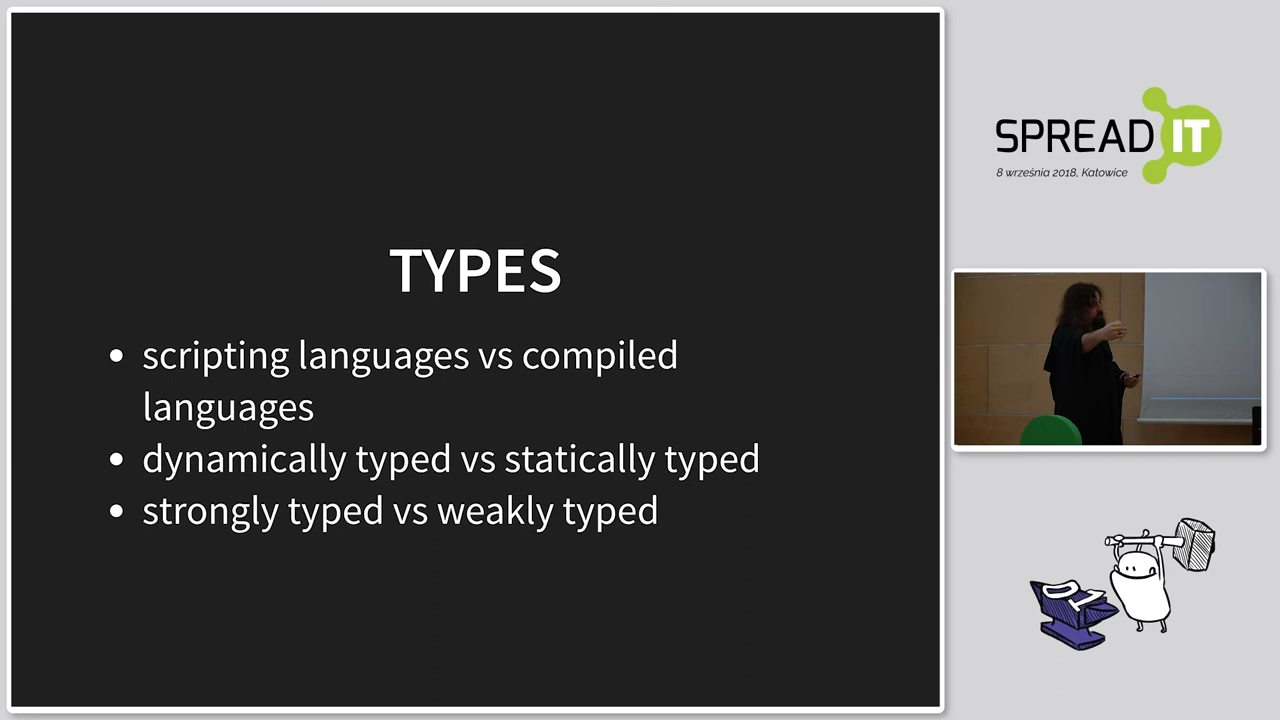 TYPES
scripting languages vs compiled
languages
dynamically typed vs statically typed
strongly typed vs weakly typed
SPREAD IT
8 września 2018, Katowice
01